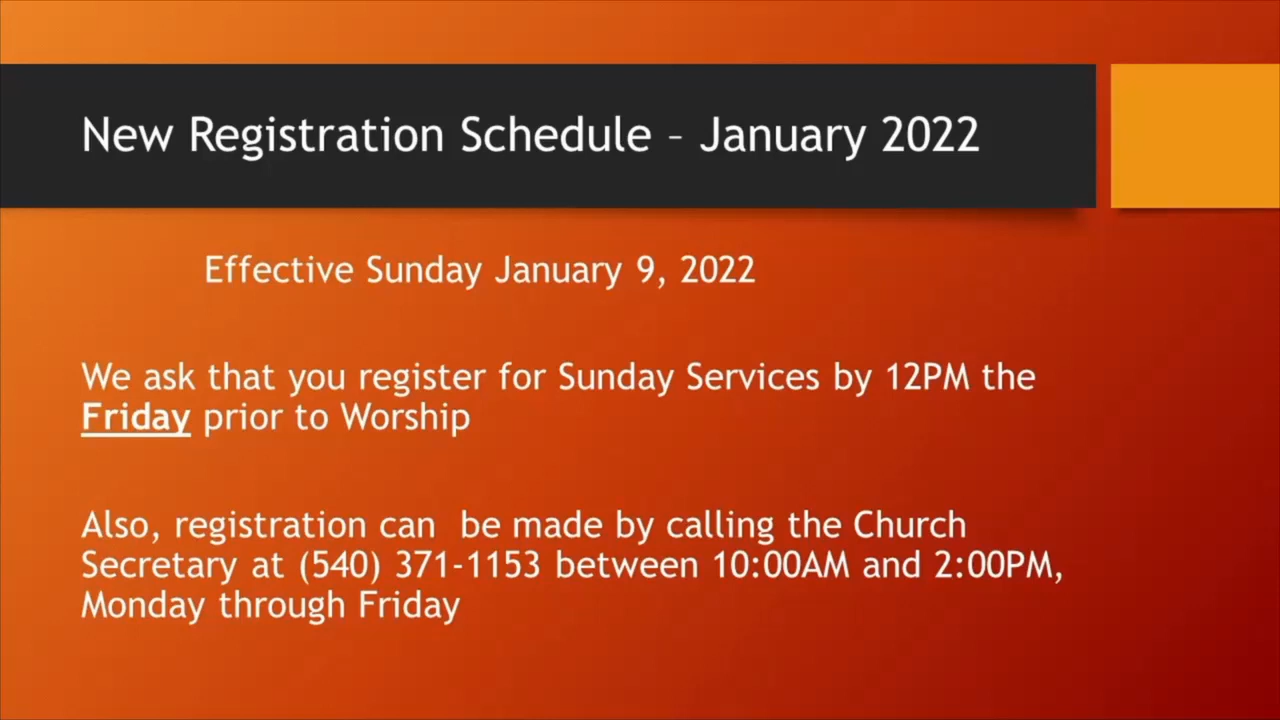 New Registration Schedule – January 2022
Effective Sunday January 9, 2022
We ask that you register for Sunday Services by 12PM the
Friday prior to Worship
Also, registration can  be made by calling the Church
Secretary at (540) 371-1153 between 10:00AM and 2:00PM,
Monday through Friday